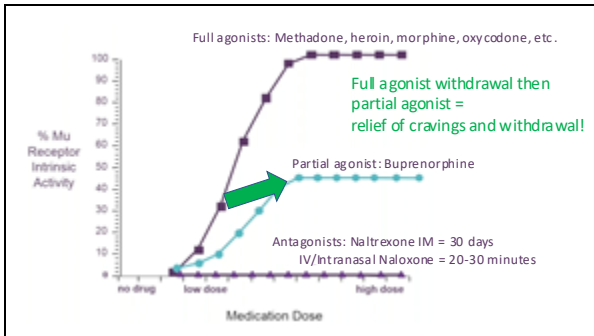 Full agonists: Methadone, heroin, morphine, oxycodone, etc.
Full agonist withdrawal then
partial agonist =
relief of cravings and withdrawal!
Partial agonist: Buprenorphine
Antagonists: Naltrexone IM = 30 days
IV/Intranasal Naloxone = 20-30 minutes
% Mu
Receptor
Intrinsic
Activity
100
90
80
70
60
50
40
30
20
10
0
no drug
low dose
high dose
Medication Dose